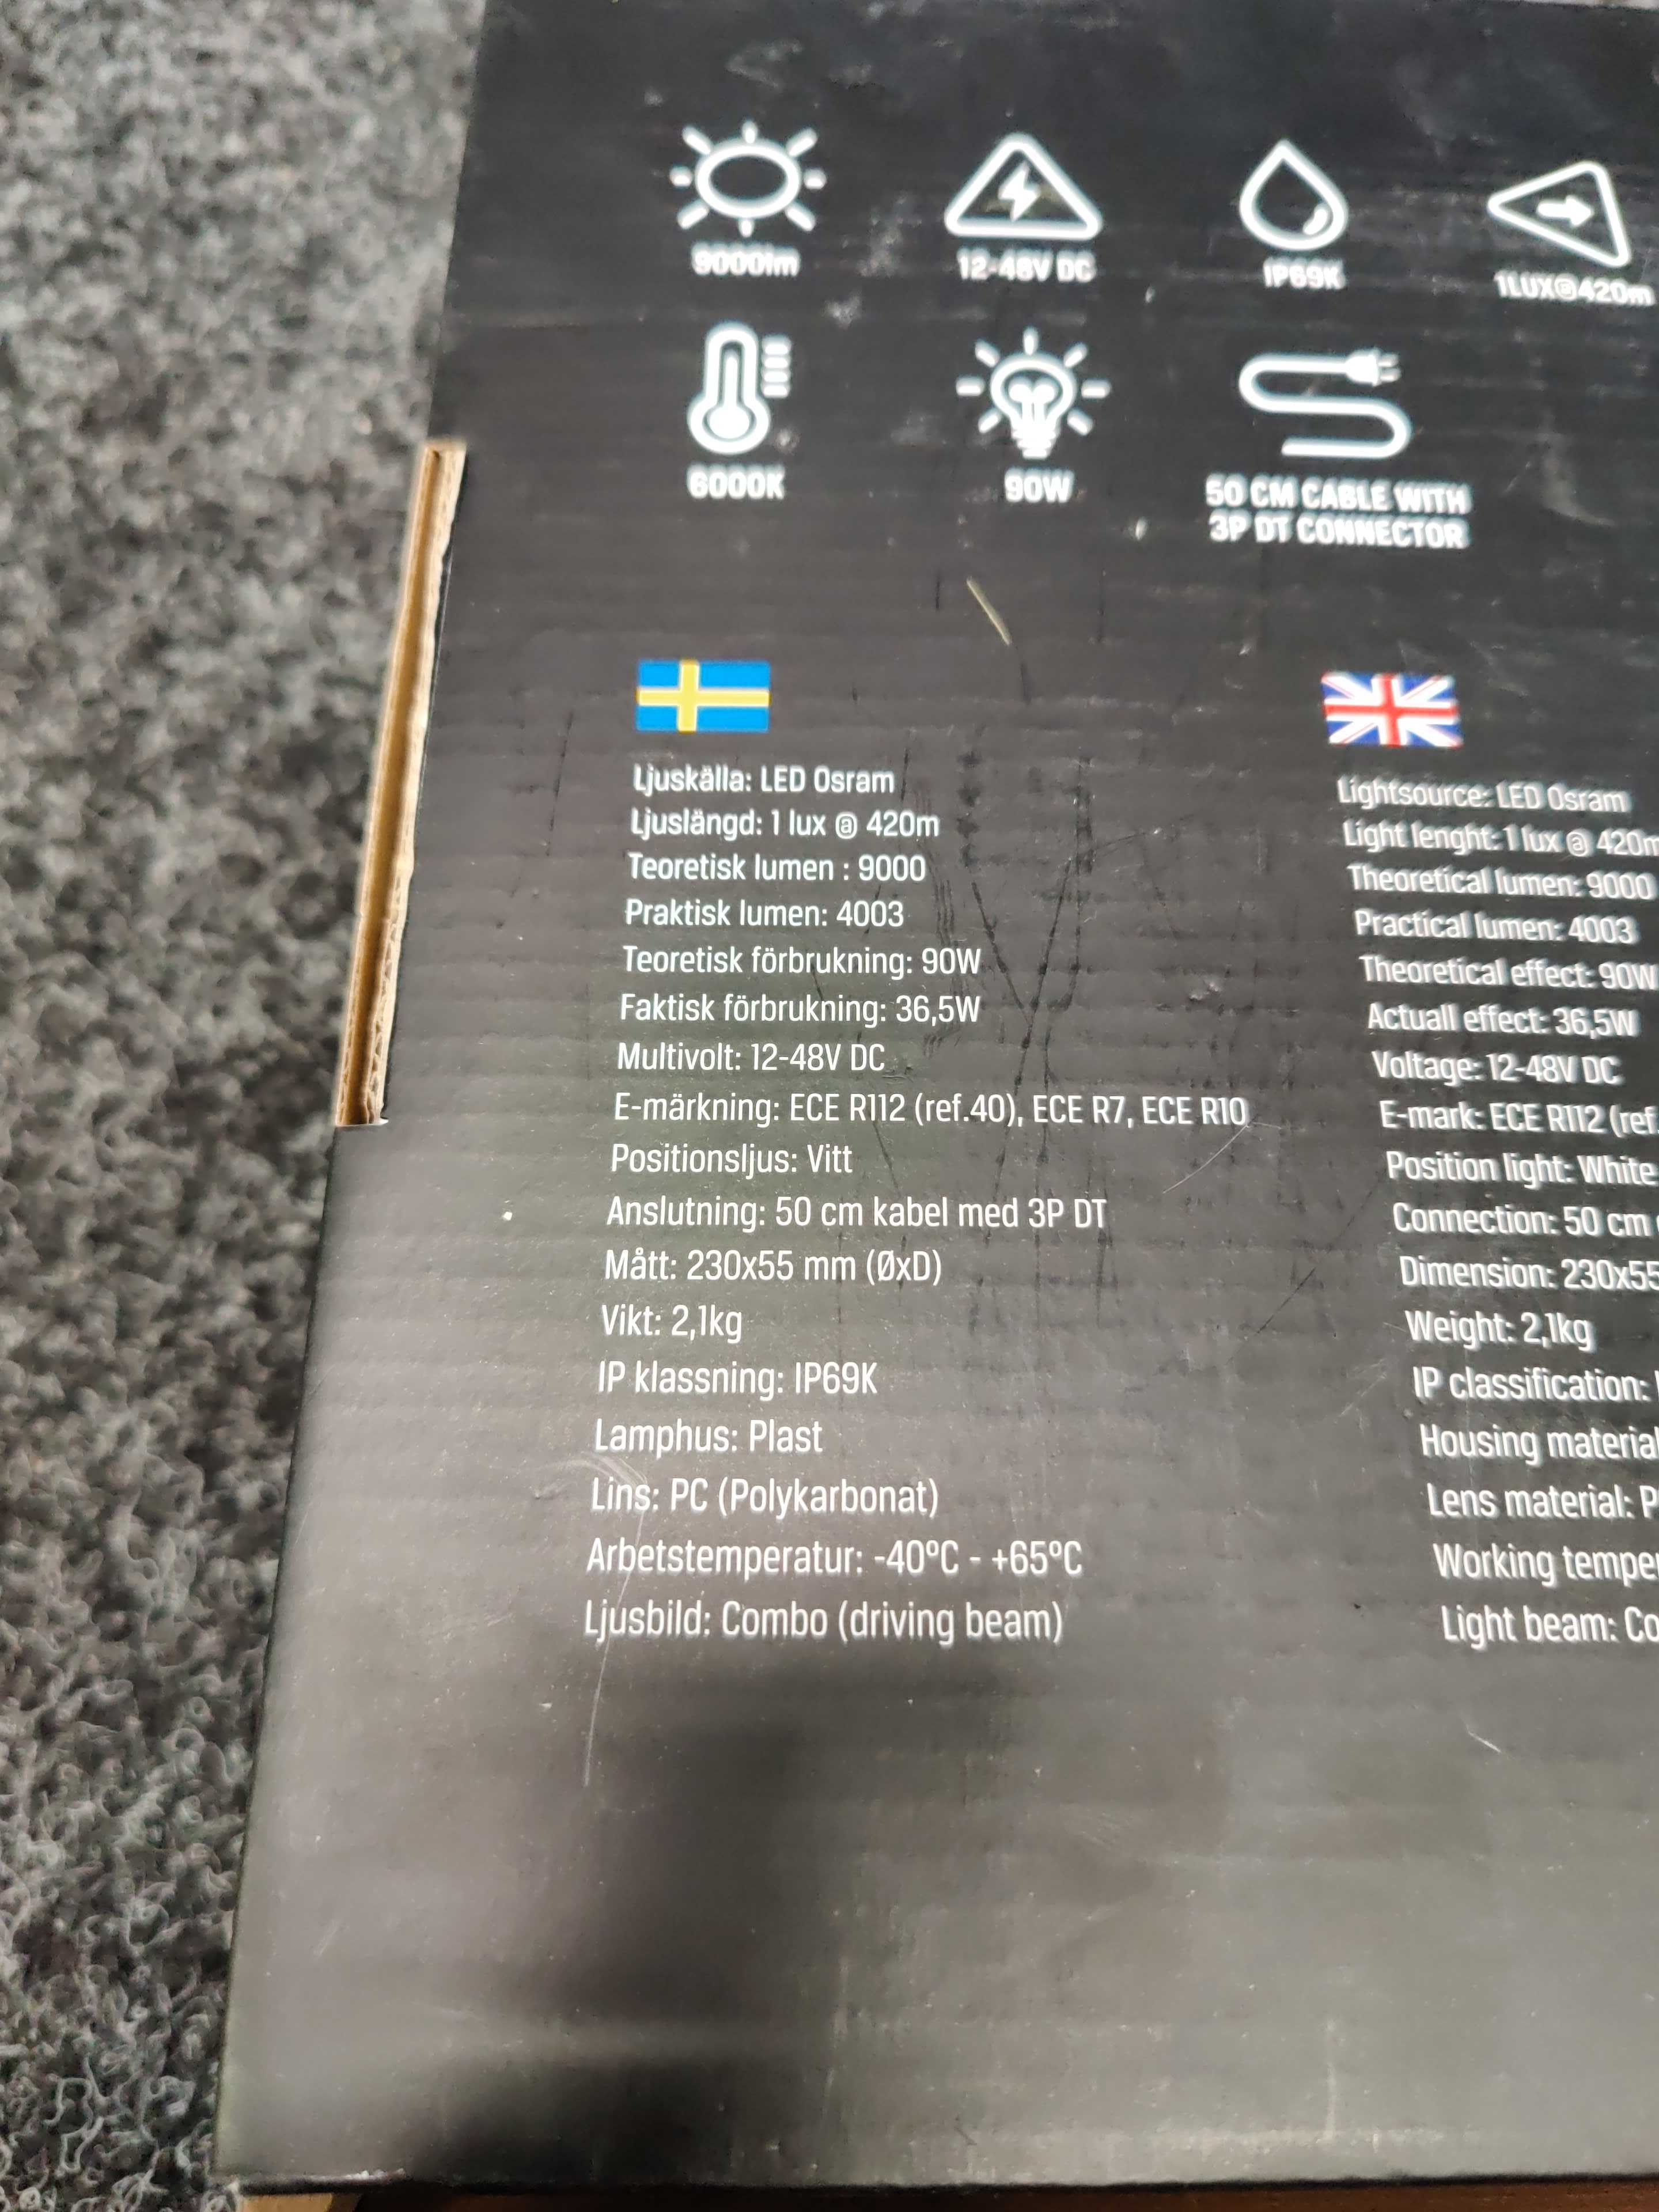 9000lm
12-48V DC
IP69K
1LUX@420m
6000K
90W
50 CM CABLE WITH
3P DT CONNECTOR
Ljuskälla: LED Osram
Ljuslängd: 1 lux @ 420m
Teoretisk lumen : 9000
Praktisk lumen: 4003
Teoretisk förbrukning: 90W
Faktisk förbrukning: 36,5W
Multivolt: 12-48V DC
E-märkning: ECE R112 (ref.40), ECE R7, ECE R10
Positionsljus: Vitt
Anslutning: 50 cm kabel med 3P DT
Mått: 230x55 mm (ØxD)
Vikt: 2,1kg
IP klassning: IP69K
Lamphus: Plast
Lins: PC (Polykarbonat)
Arbetstemperatur: -40ºC - +65ºC
Ljusbild: Combo (driving beam)
Lightsource: LED Osram
Light lenght: 1 lux @ 420m
Theoretical lumen: 9000
Practical lumen: 4003
Theoretical effect: 90W
Actuall effect: 36,5W
Voltage: 12-48V DC
E-mark: ECE R112 (ref.
Position light: White
Connection: 50 cm
Dimension: 230x55
Weight: 2,1kg
IP classification:
Housing material
Lens material:
Working
Light beam: